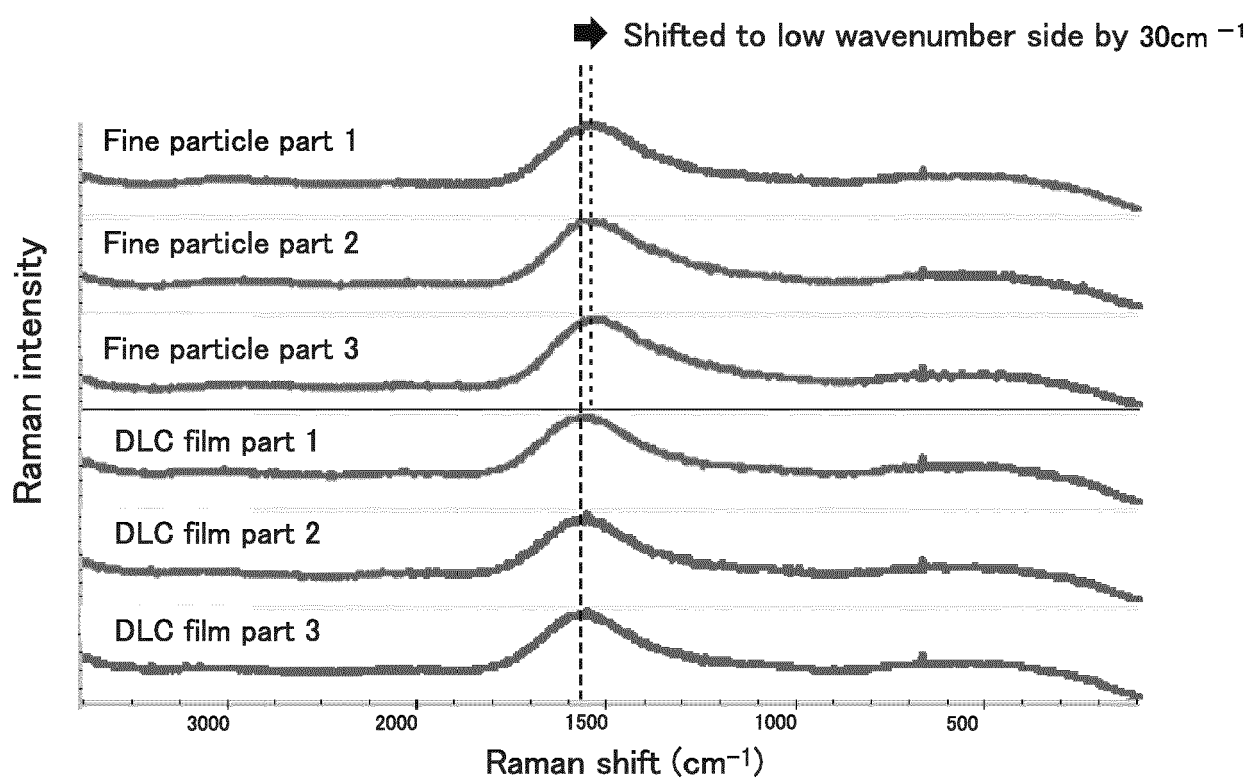 Shifted to low wavenumber side by 30cm⁻¹
Fine particle part 1
Fine particle part 2
Fine particle part 3
DLC film part 1
DLC film part 2
DLC film part 3
Raman intensity
3000 2000 1500 1000 500
Raman shift (cm⁻¹)